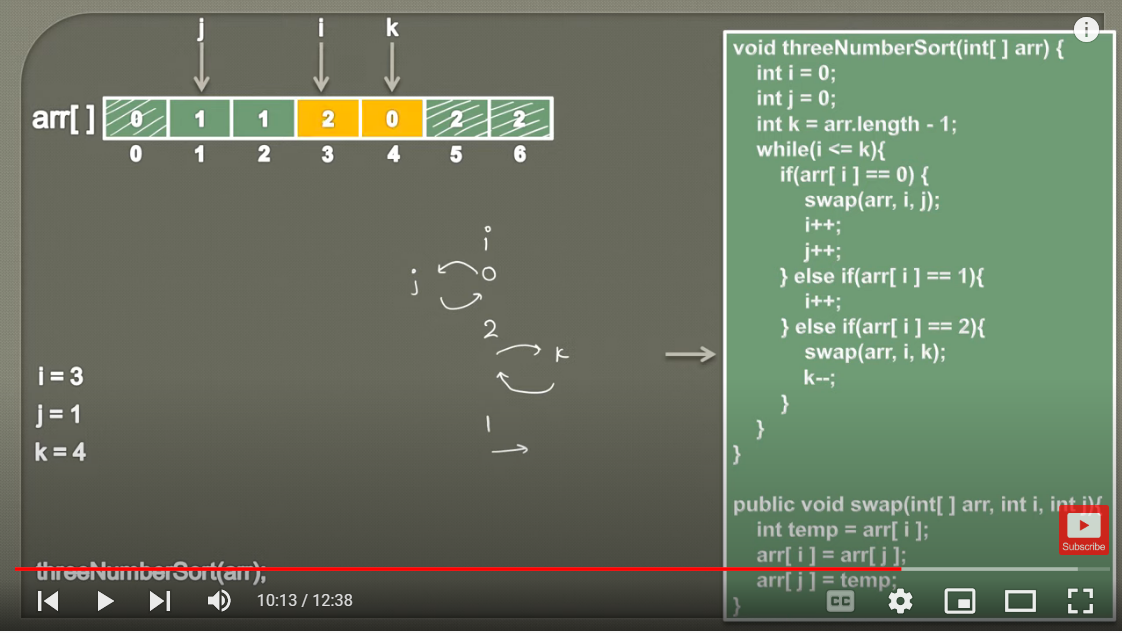 j i k
arr[ ] 0 1 1 2 0 2 2
0 1 2 3 4 5 6
i
j 0
2
k
1
i = 3
j = 1
k = 4
threeNumberSort(arr);
void threeNumberSort(int[ ] arr) {
int i = 0;
int j = 0;
int k = arr.length - 1;
while(i <= k){
if(arr[ i ] == 0) {
swap(arr, i, j);
i++;
j++;
} else if(arr[ i ] == 1){
i++;
} else if(arr[ i ] == 2){
swap(arr, i, k);
k--;
}
}
}
public void swap(int[ ] arr, int i, int j){
int temp = arr[ i ];
arr[ i ] = arr[ j ];
arr[ j ] = temp;
}
Subscribe
10:13 / 12:38
CC